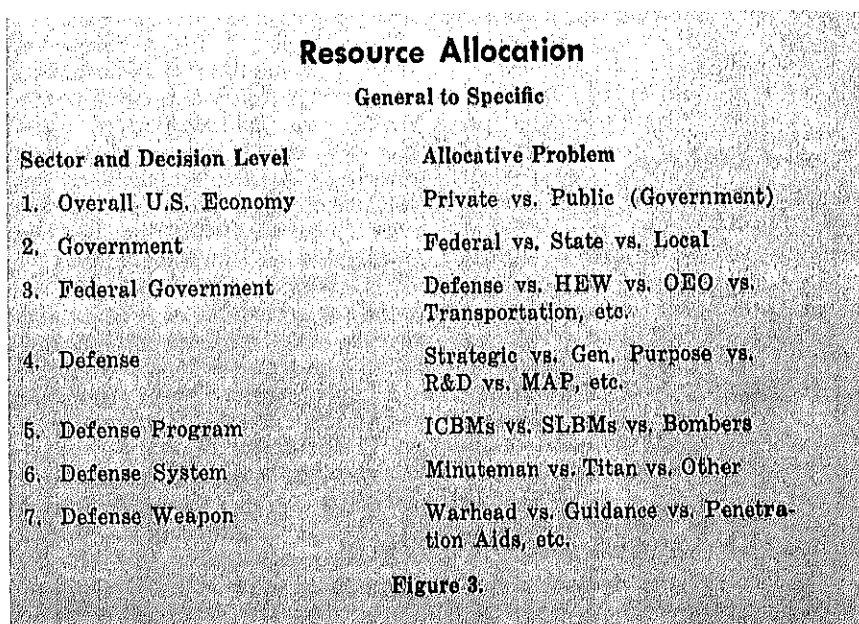 Resource Allocation
General to Specific
Sector and Decision Level Allocative Problem
1. Overall U.S. Economy Private vs. Public (Government)
2. Government Federal vs. State vs. Local
3. Federal Government Defense vs. HEW vs. OEO vs.
Transportation, etc.
4. Defense Strategic vs. Gen. Purpose vs.
R&D vs. MAP, etc.
5. Defense Program ICBMs vs. SLBMs vs. Bombers
6. Defense System Minuteman vs. Titan vs. Other
7. Defense Weapon Warhead vs. Guidance vs. Penetra-
tion Aids, etc.
Figure 3.